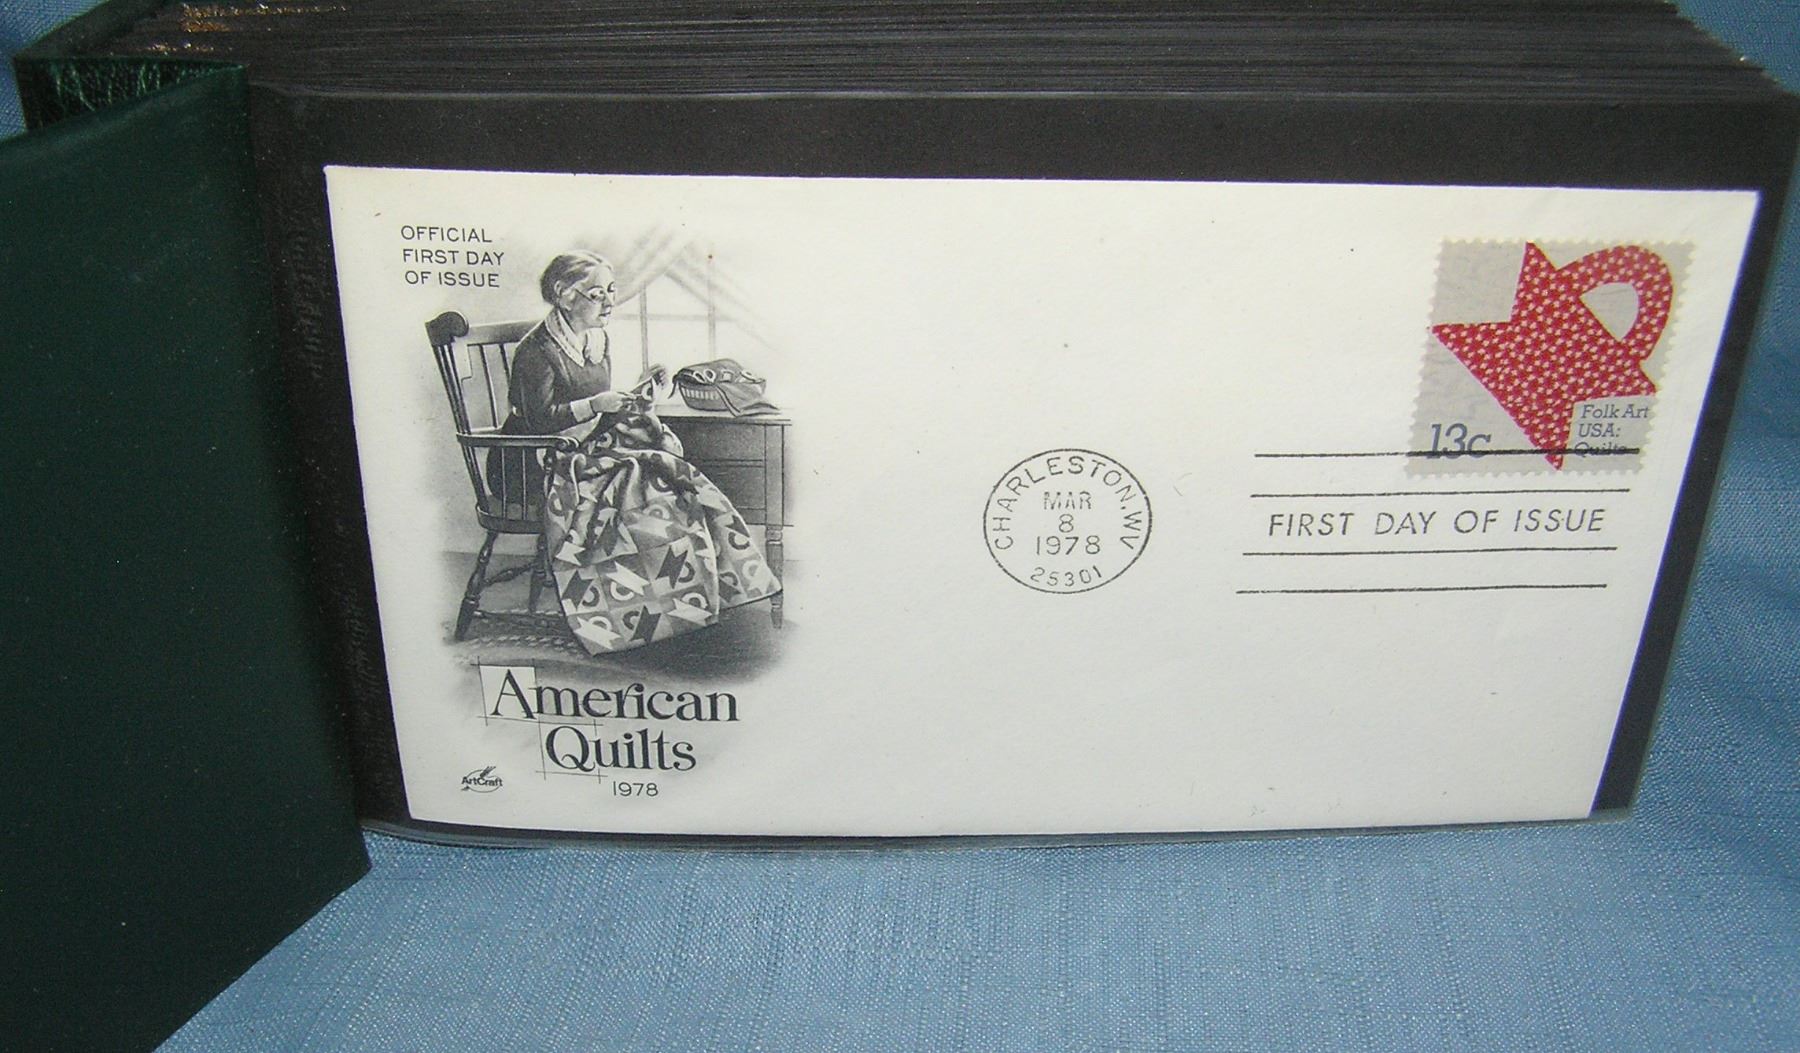 OFFICIAL
FIRST DAY
OF ISSUE
American
Quilts
1978
ArtCraft
CHARLESTON, WV
MAR
8
1978
25301
13c
Folk Art
USA:
Quilts
FIRST DAY OF ISSUE